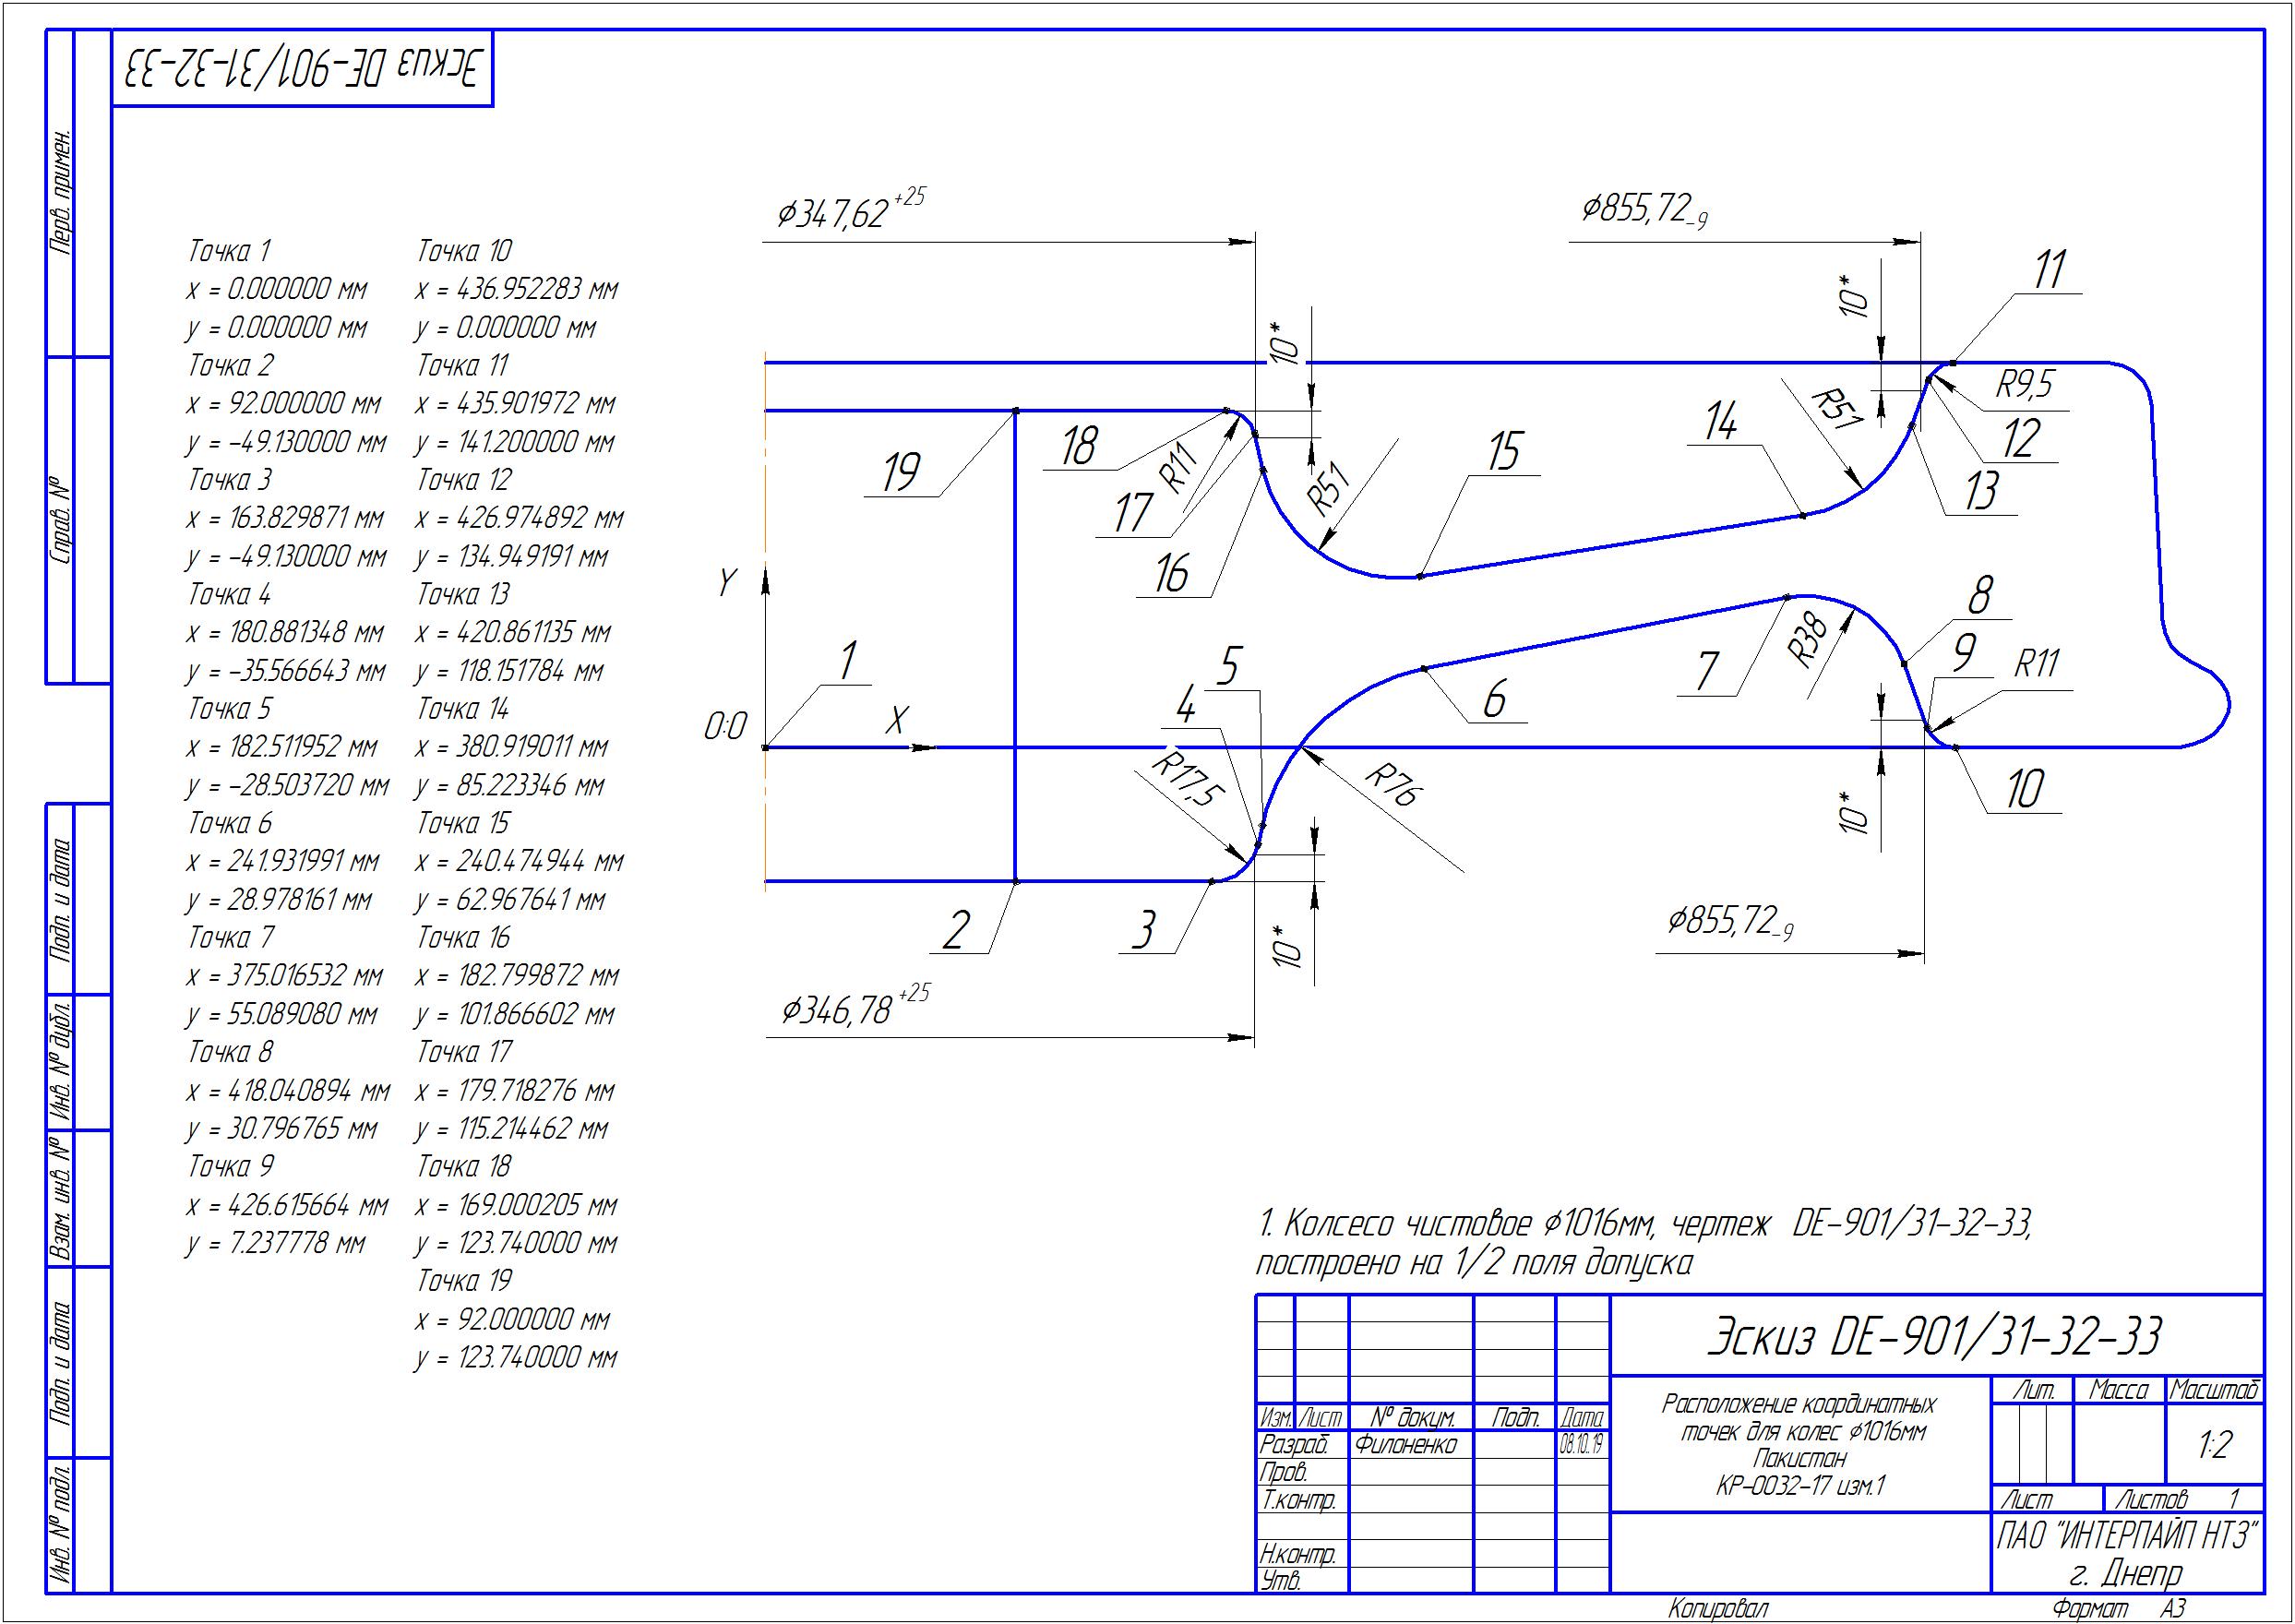 Эскиз DE-901/31-32-33
Перв. примен.
Справ. №
Подп. и дата
Инв. № дубл.
Взам. инв. №
Подп. и дата
Инв. № подл.
Точка 1
x = 0.000000 мм
y = 0.000000 мм
Точка 2
x = 92.000000 мм
y = -49.130000 мм
Точка 3
x = 163.829871 мм
y = -49.130000 мм
Точка 4
x = 180.881348 мм
y = -35.566643 мм
Точка 5
x = 182.511952 мм
y = -28.503720 мм
Точка 6
x = 241.931991 мм
y = 28.978161 мм
Точка 7
x = 375.016532 мм
y = 55.089080 мм
Точка 8
x = 418.040894 мм
y = 30.796765 мм
Точка 9
x = 426.615664 мм
y = 7.237778 мм
Точка 10
x = 436.952283 мм
y = 0.000000 мм
Точка 11
x = 435.901972 мм
y = 141.200000 мм
Точка 12
x = 426.974892 мм
y = 134.949191 мм
Точка 13
x = 420.861135 мм
y = 118.151784 мм
Точка 14
x = 380.919011 мм
y = 85.223346 мм
Точка 15
x = 240.474944 мм
y = 62.967641 мм
Точка 16
x = 182.799872 мм
y = 101.866602 мм
Точка 17
x = 179.718276 мм
y = 115.214462 мм
Точка 18
x = 169.000205 мм
y = 123.740000 мм
Точка 19
x = 92.000000 мм
y = 123.740000 мм
ϕ347,62 +25
ϕ855,72 -9
10*
11
10*
R9,5
R51
12
14
13
15
R51
R11
18
19
17
16
Y
X
0:0
1
5
4
R17,5
R76
6
7
R38
8
9
R11
10
10*
10*
2
3
ϕ855,72 -9
ϕ346,78 +25
1. Колсесо чистовое ϕ1016мм, чертеж DE-901/31-32-33,
построено на 1/2 поля допуска
Эскиз DE-901/31-32-33
Изм. Лист № докум. Подп. Дата
Разраб. Филоненко 08.10..19
Пров.
Т.контр.
Н.контр.
Утв.
Расположение координатных
точек для колес ϕ1016мм
Пакистан
КР-0032-17 изм.1
Лит. Масса Масштаб
1:2
Лист Листов 1
ПАО "ИНТЕРПАЙП НТЗ"
г. Днепр
Копировал Формат А3